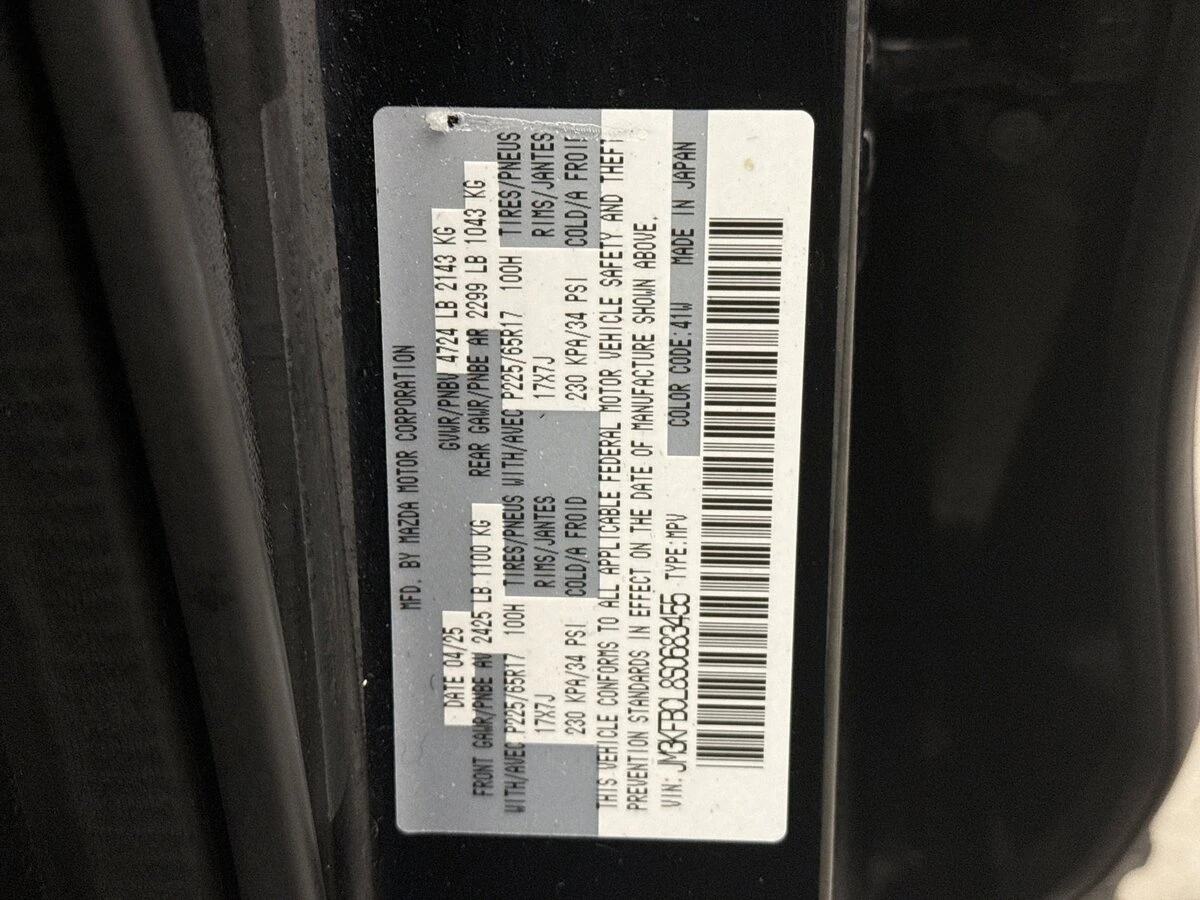 MFD. BY MAZDA MOTOR CORPORATION
DATE 04/25 GVWR/PNBV 4724 LB 2143 KG
FRONT GAWR/PNBE AV 2425 LB 1100 KG REAR GAWR/PNBE AR 2299 LB 1043 KG
WITH/AVEC P225/65R17 100H TIRES/PNEUS WITH/AVEC P225/65R17 100H TIRES/PNEUS
17X7J RIMS/JANTES 17X7J RIMS/JANTES
230 KPA/34 PSI COLD/A FROID 230 KPA/34 PSI COLD/A FROI
THIS VEHICLE CONFORMS TO ALL APPLICABLE FEDERAL MOTOR VEHICLE SAFETY AND THEFT
PREVENTION STANDARDS IN EFFECT ON THE DATE OF MANUFACTURE SHOWN ABOVE.
VIN: JM3KFBCL8S0683455 TYPE:MPV COLOR CODE:41W MADE IN JAPAN